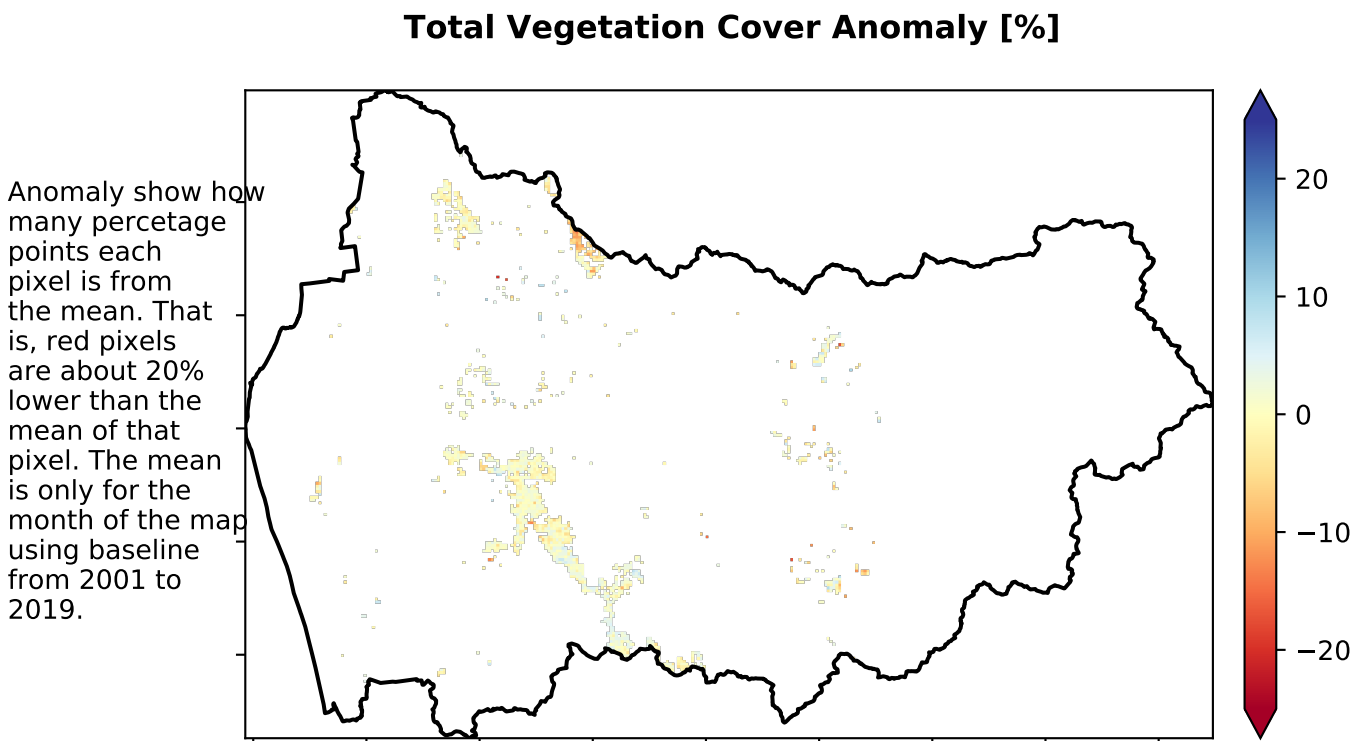 Total Vegetation Cover Anomaly [%]
Anomaly show how
many percetage
points each
pixel is from
the mean. That
is, red pixels
are about 20%
lower than the
mean of that
pixel. The mean
is only for the
month of the map
using baseline
from 2001 to
2019.
20
10
0
−10
−20